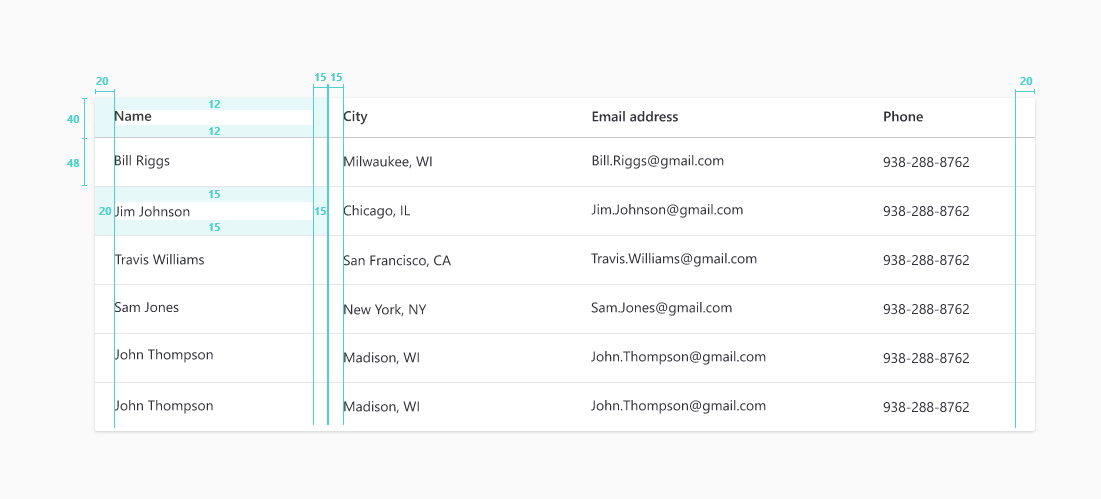 20 15 15 20
12
40 Name City Email address Phone
12
48 Bill Riggs Milwaukee, WI Bill.Riggs@gmail.com 938-288-8762
15
20 Jim Johnson 15 Chicago, IL Jim.Johnson@gmail.com 938-288-8762
15
Travis Williams San Francisco, CA Travis.Williams@gmail.com 938-288-8762
Sam Jones New York, NY Sam.Jones@gmail.com 938-288-8762
John Thompson Madison, WI John.Thompson@gmail.com 938-288-8762
John Thompson Madison, WI John.Thompson@gmail.com 938-288-8762